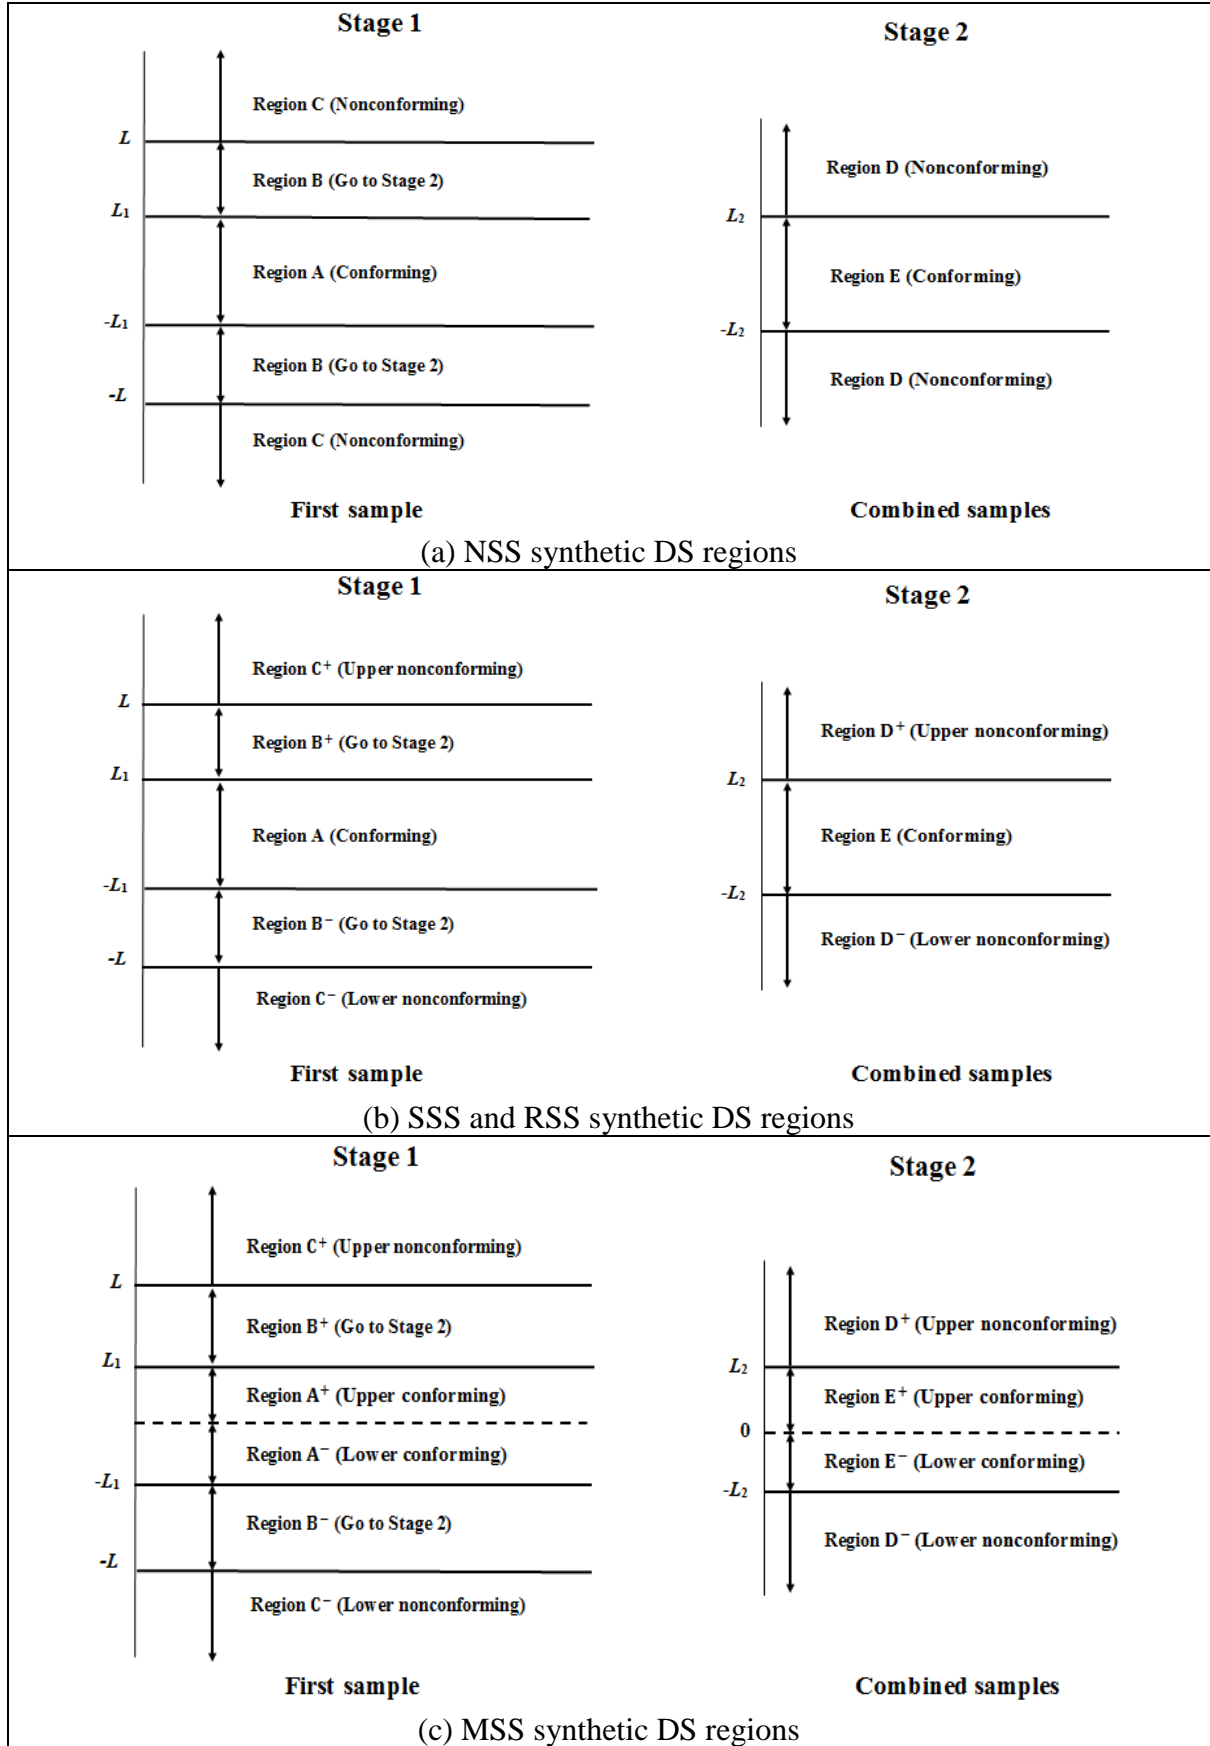 Stage 1
Stage 2
Region C (Nonconforming)
L
Region B (Go to Stage 2)
L₁
Region A (Conforming)
-L₁
Region B (Go to Stage 2)
-L
Region C (Nonconforming)
Region D (Nonconforming)
L₂
Region E (Conforming)
-L₂
Region D (Nonconforming)
First sample
Combined samples
(a) NSS synthetic DS regions
Stage 1
Stage 2
Region C⁺ (Upper nonconforming)
L
Region B⁺ (Go to Stage 2)
L₁
Region A (Conforming)
-L₁
Region B⁻ (Go to Stage 2)
-L
Region C⁻ (Lower nonconforming)
Region D⁺ (Upper nonconforming)
L₂
Region E (Conforming)
-L₂
Region D⁻ (Lower nonconforming)
First sample
Combined samples
(b) SSS and RSS synthetic DS regions
Stage 1
Stage 2
Region C⁺ (Upper nonconforming)
L
Region B⁺ (Go to Stage 2)
L₁
Region A⁺ (Upper conforming)
Region A⁻ (Lower conforming)
-L₁
Region B⁻ (Go to Stage 2)
-L
Region C⁻ (Lower nonconforming)
Region D⁺ (Upper nonconforming)
L₂
Region E⁺ (Upper conforming)
0
Region E⁻ (Lower conforming)
-L₂
Region D⁻ (Lower nonconforming)
First sample
Combined samples
(c) MSS synthetic DS regions